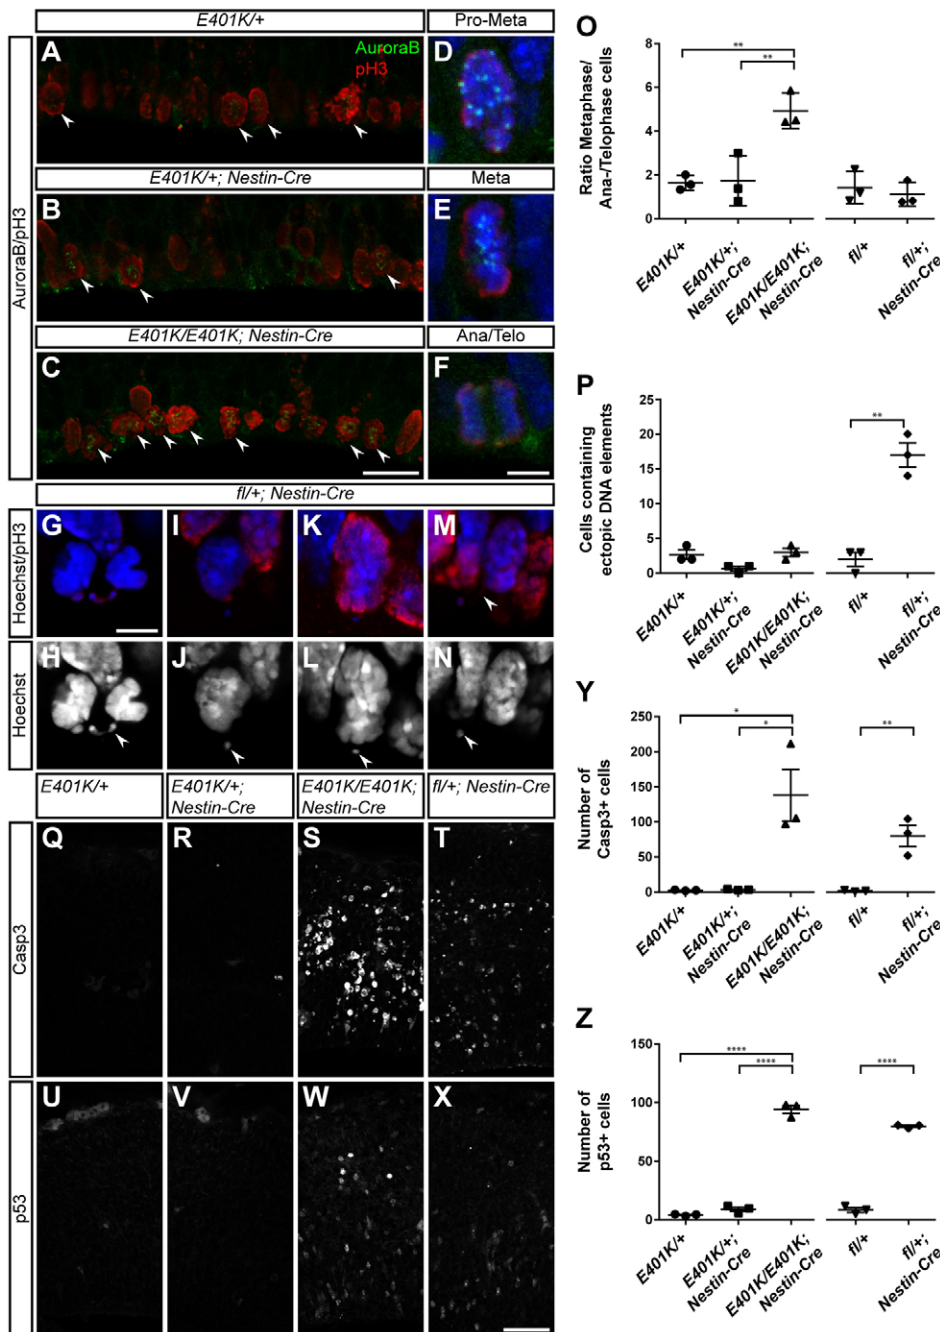 E401K/+
Pro-Meta
A
AuroraB
pH3
D
E401K/+; Nestin-Cre
Meta
B
E
AuroraB/pH3
E401K/E401K; Nestin-Cre
Ana/Telo
C
F
fl/+; Nestin-Cre
G
I
K
M
Hoechst/pH3
H
J
L
N
Hoechst
E401K/+
E401K/+;
Nestin-Cre
E401K/E401K;
Nestin-Cre
fl/+; Nestin-Cre
Q
R
S
T
Casp3
U
V
W
X
p53
O
Ratio Metaphase/
Ana-/Telophase cells
8
6
4
2
0
**
**
E401K/+
E401K/+;
Nestin-Cre
E401K/E401K;
Nestin-Cre
fl/+
fl/+;
Nestin-Cre
P
Cells containing
ectopic DNA elements
25
20
15
10
5
0
**
E401K/+
E401K/+;
Nestin-Cre
E401K/E401K;
Nestin-Cre
fl/+
fl/+;
Nestin-Cre
Y
Number of
Casp3+ cells
250
200
150
100
50
0
*
*
**
E401K/+
E401K/+;
Nestin-Cre
E401K/E401K;
Nestin-Cre
fl/+
fl/+;
Nestin-Cre
Z
Number of
p53+ cells
150
100
50
0
****
****
****
E401K/+
E401K/+;
Nestin-Cre
E401K/E401K;
Nestin-Cre
fl/+
fl/+;
Nestin-Cre